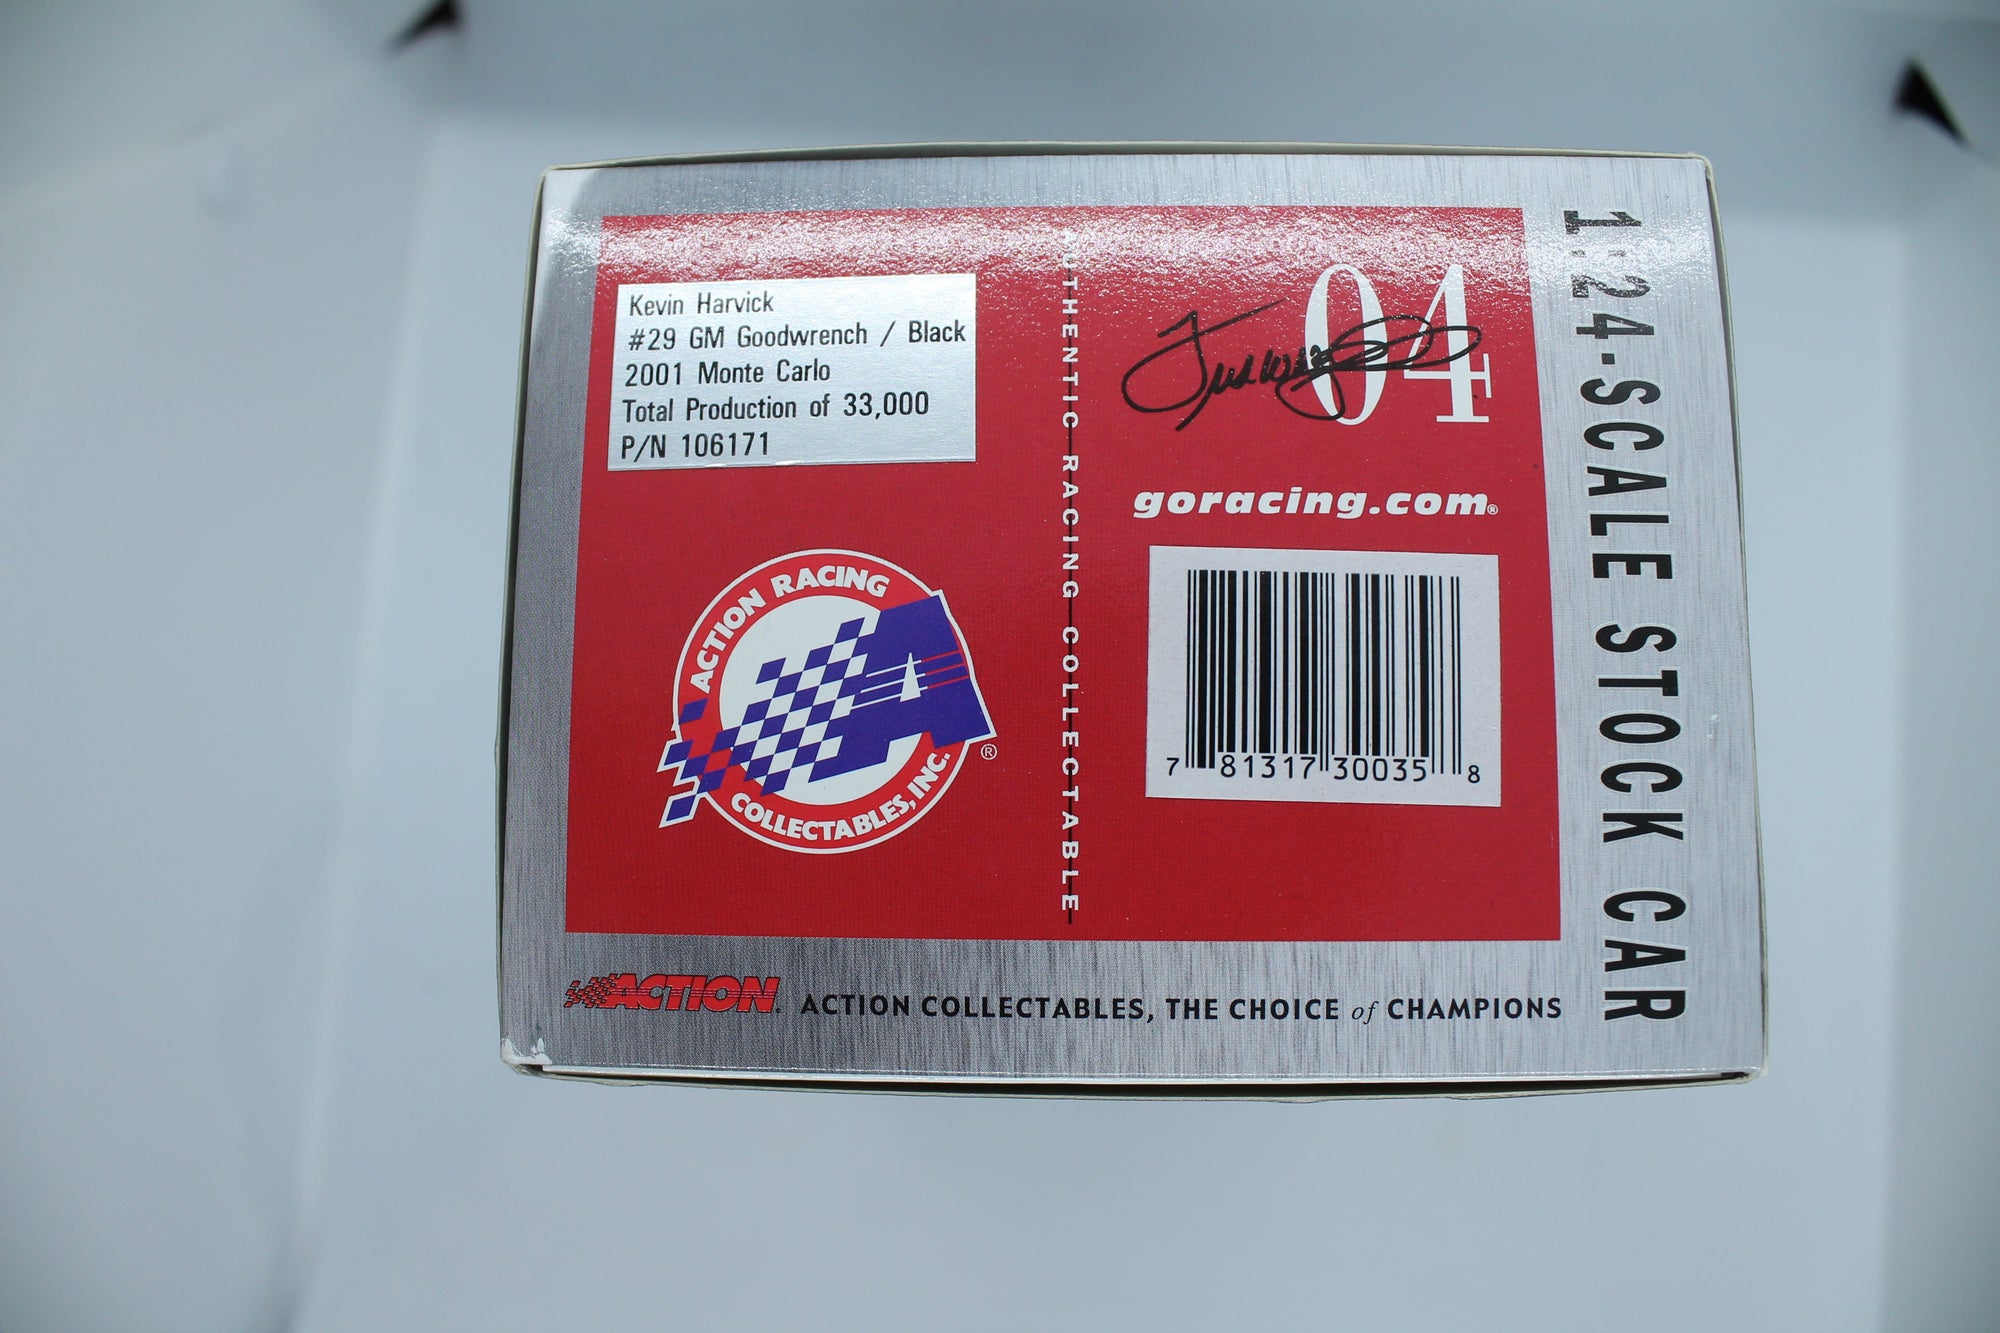 Kevin Harvick
#29 GM Goodwrench / Black
2001 Monte Carlo
Total Production of 33,000
P/N 106171
ACTION RACING
COLLECTABLES, INC.
®
AUTHENTIC RACING COLLECTABLE
04
goracing.com®
7 81317 30035 8
1:24-SCALE STOCK CAR
ACTION
ACTION COLLECTABLES, THE CHOICE of CHAMPIONS